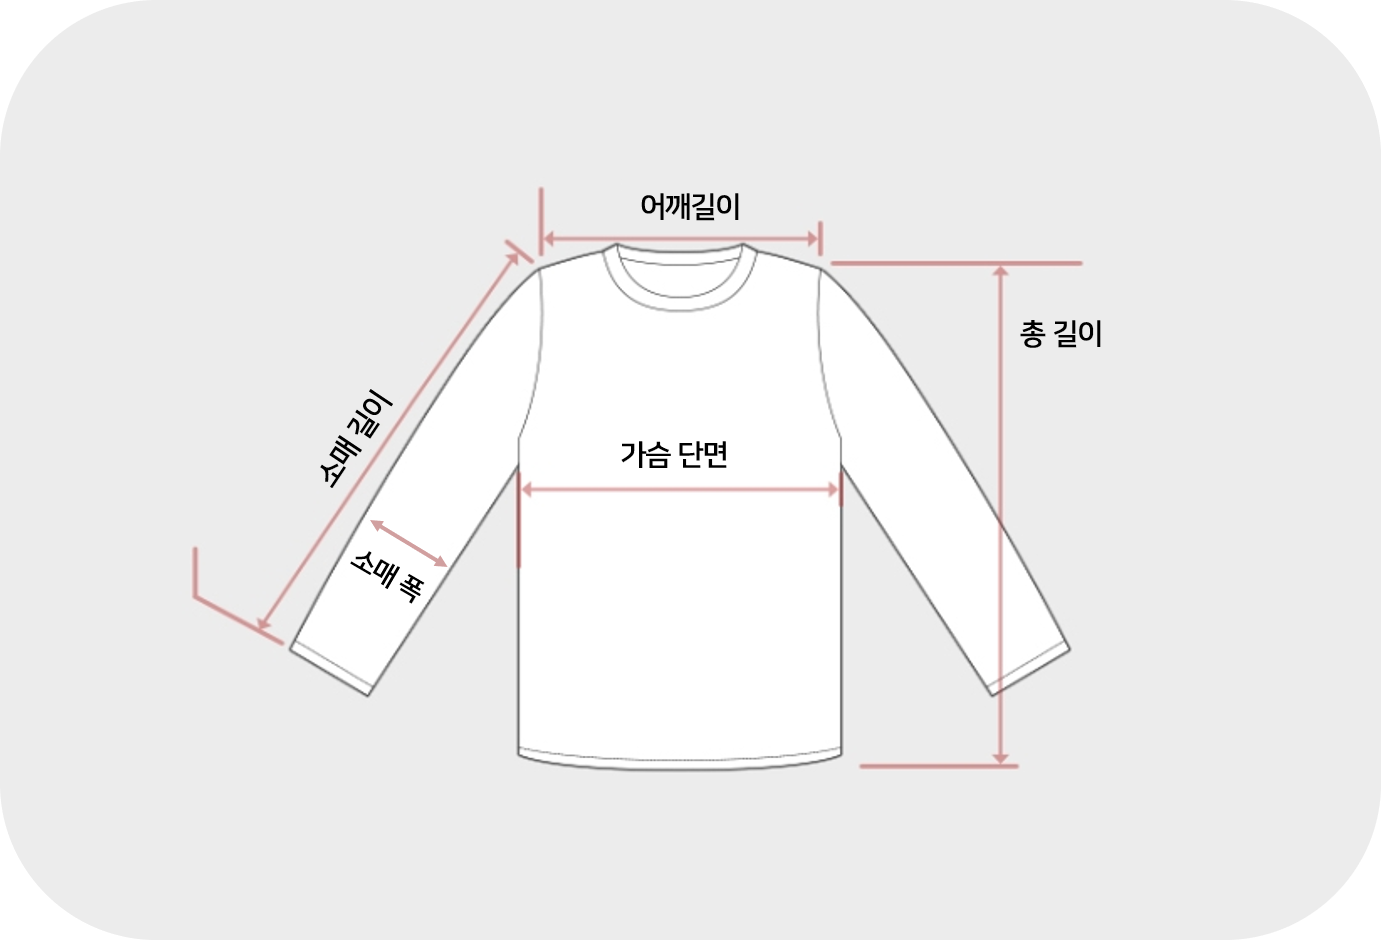 어깨길이
총 길이
소매 길이
가슴 단면
소매 폭